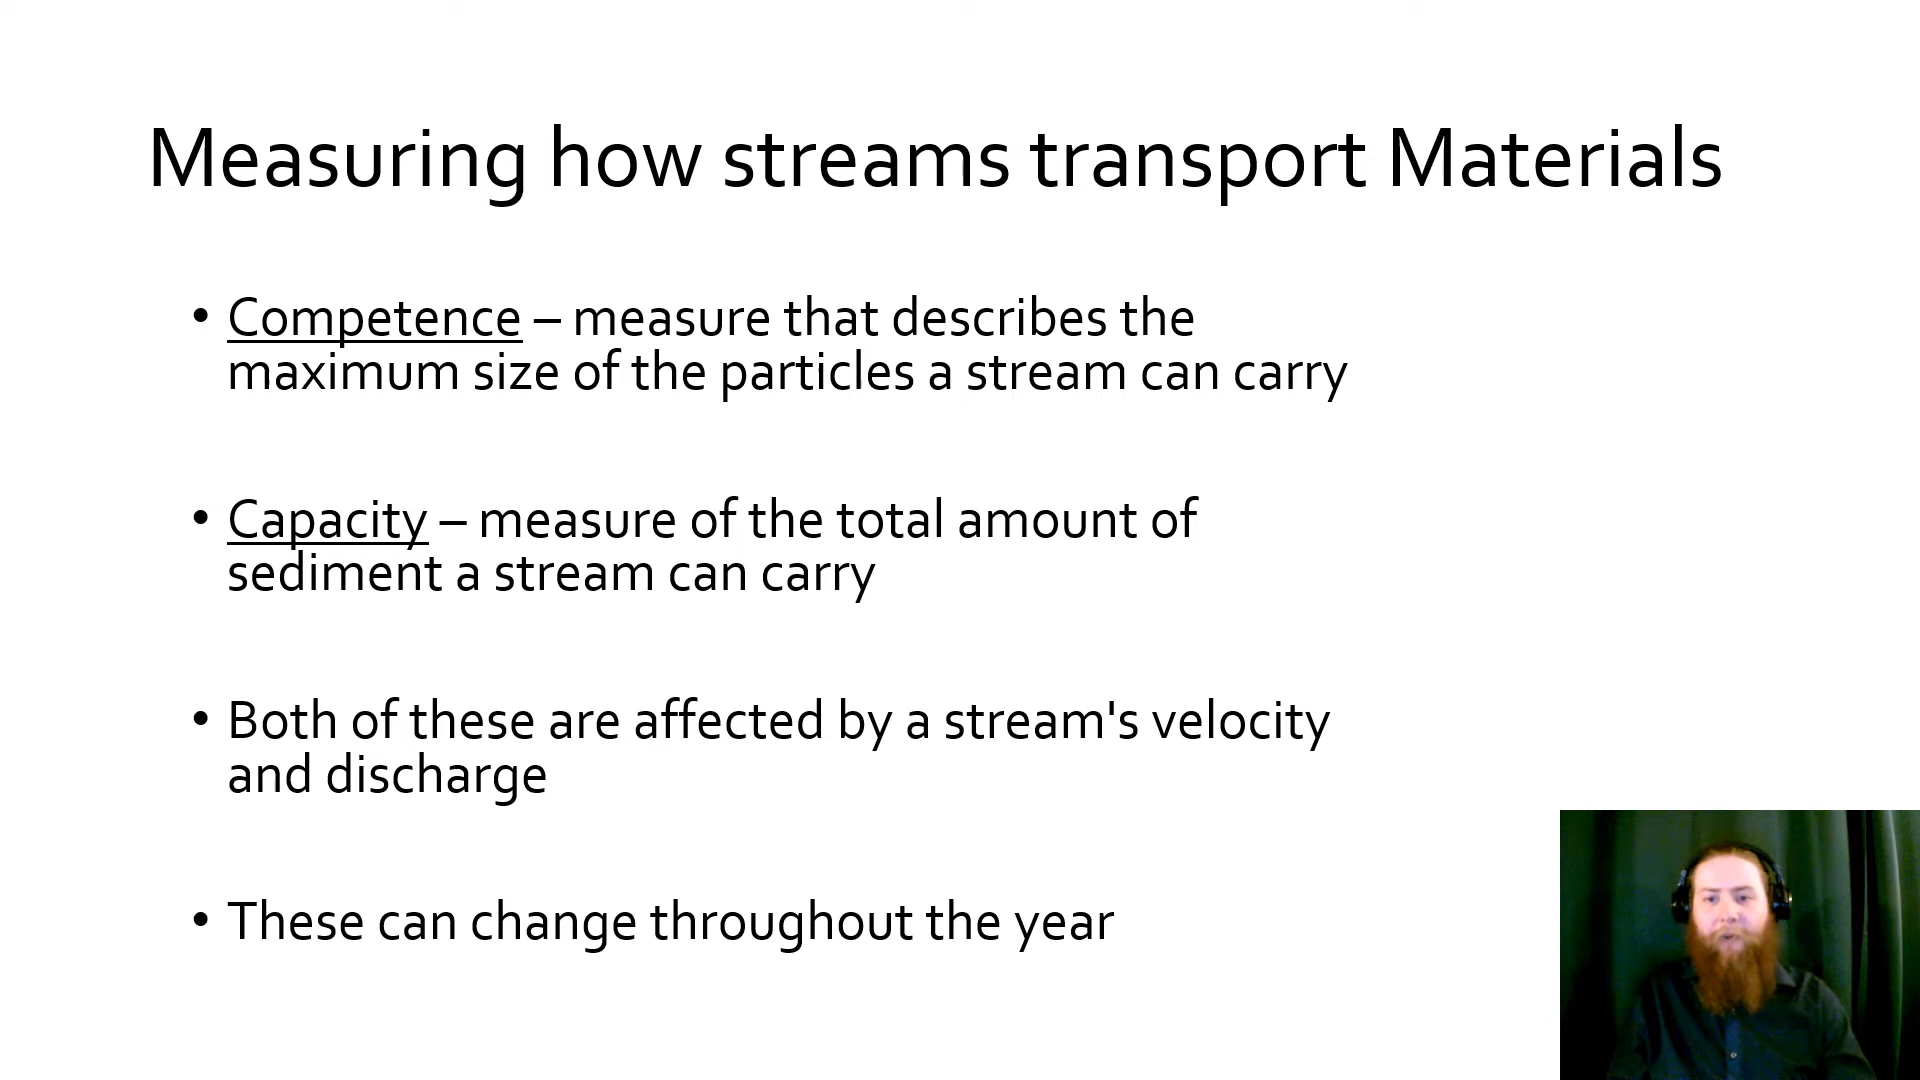 Measuring how streams transport Materials
• Competence – measure that describes the
maximum size of the particles a stream can carry
• Capacity – measure of the total amount of
sediment a stream can carry
• Both of these are affected by a stream's velocity
and discharge
• These can change throughout the year